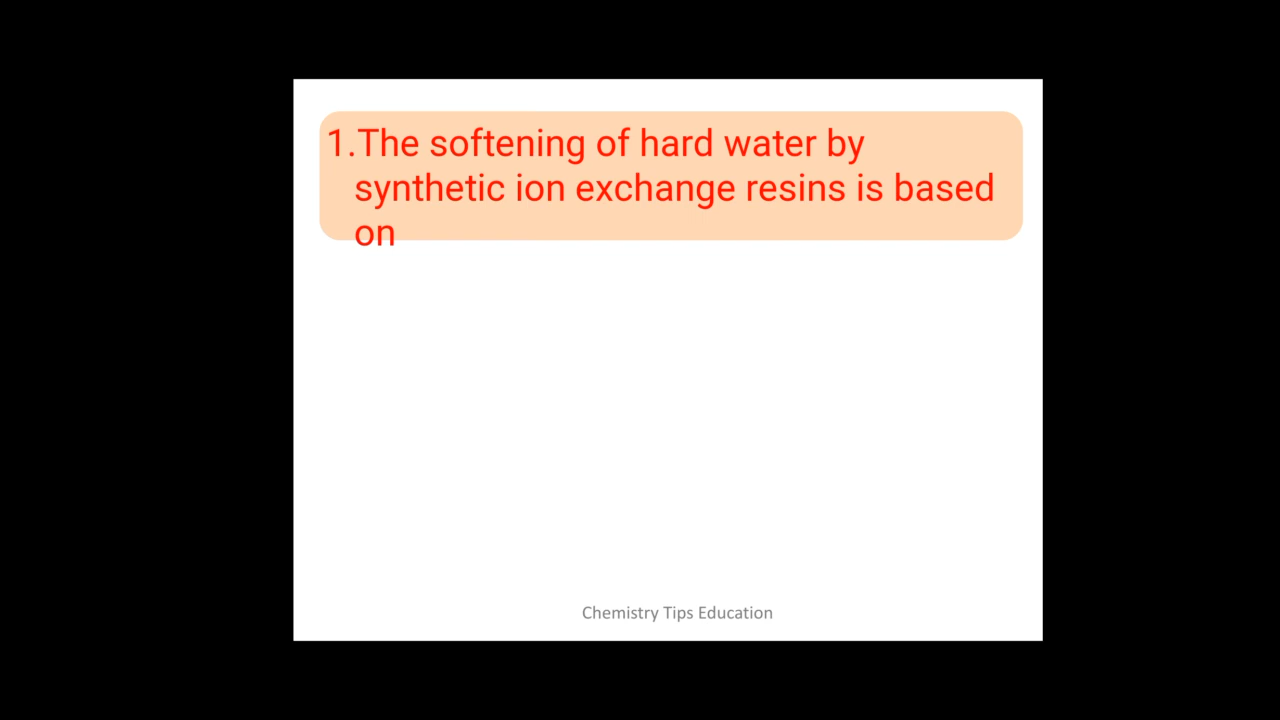 1.The softening of hard water by
synthetic ion exchange resins is based
on
Chemistry Tips Education